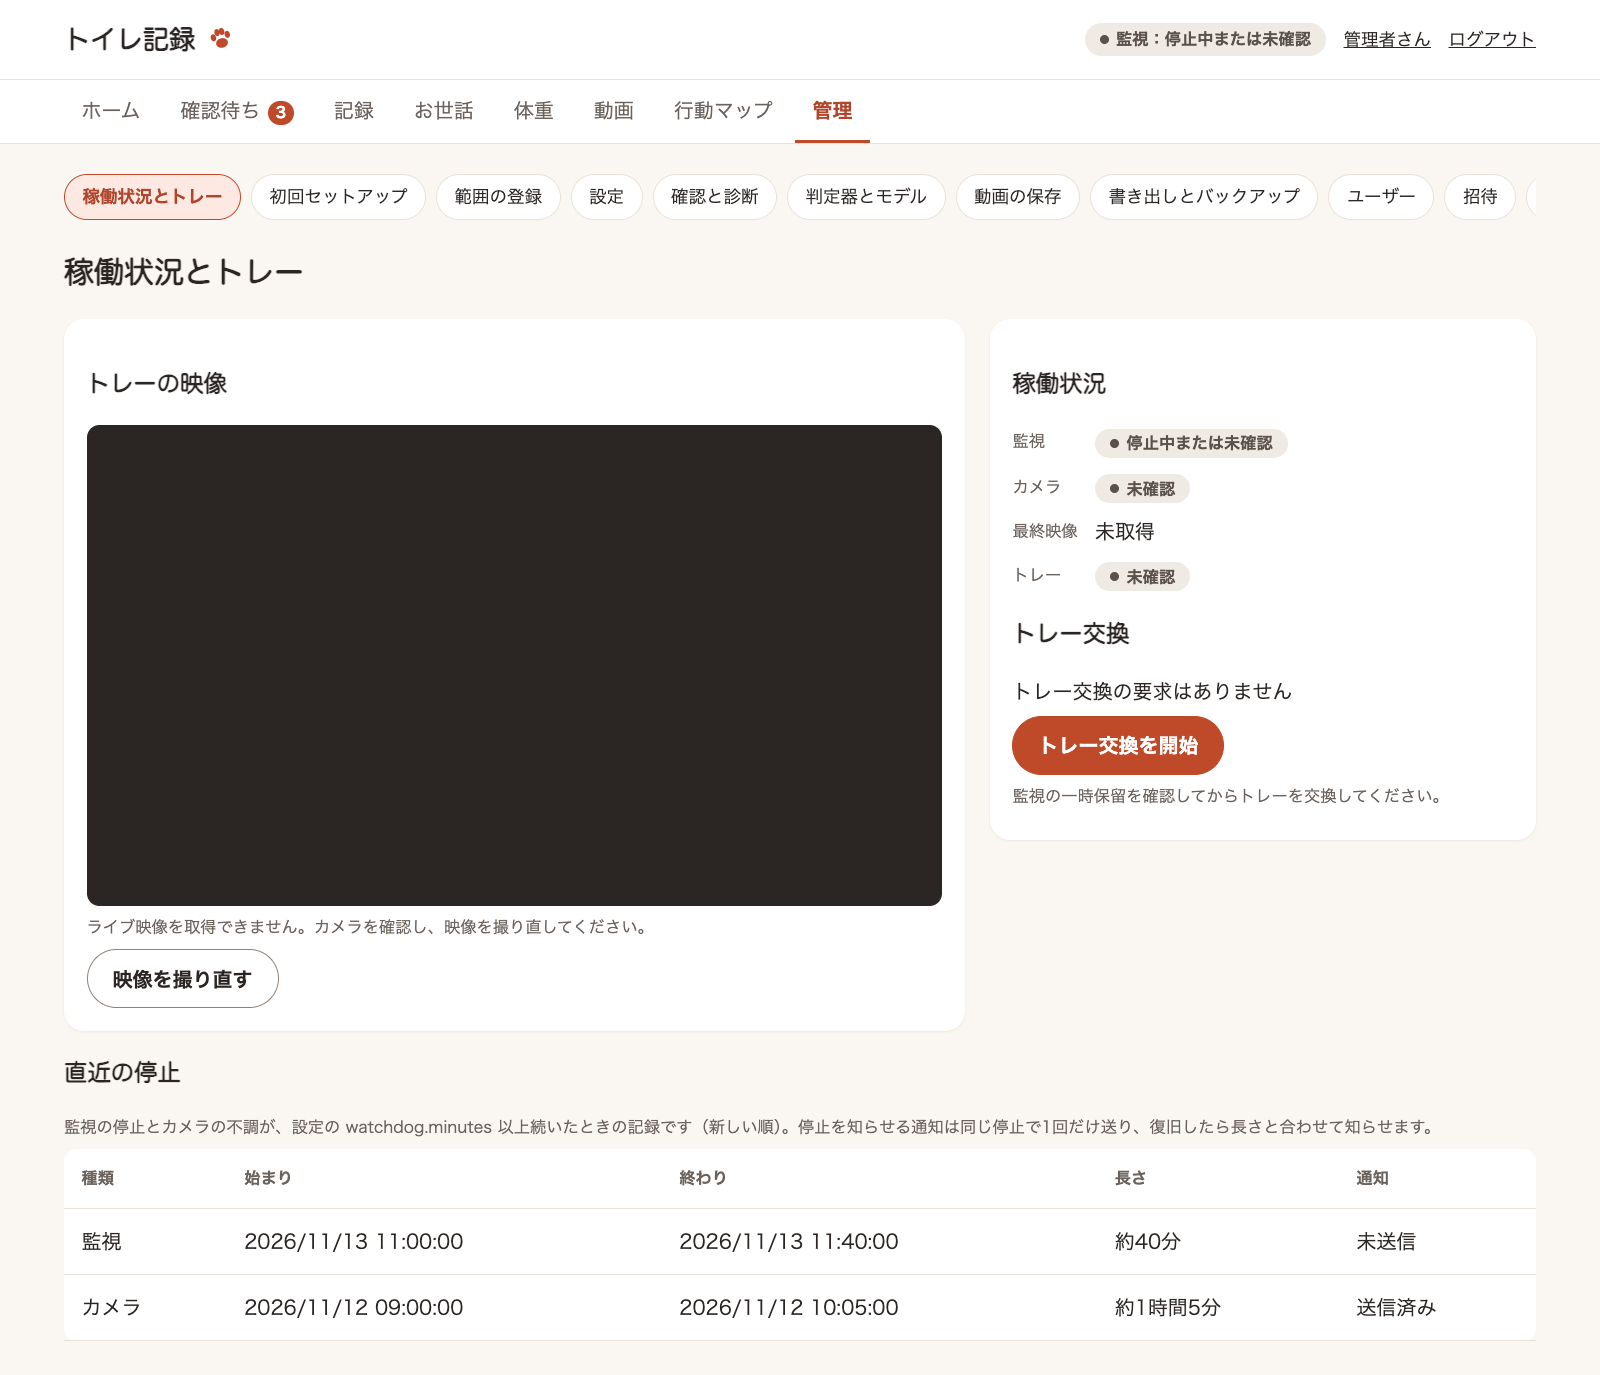 トイレ記録
監視：停止中または未確認
管理者さん
ログアウト
ホーム
確認待ち 3
記録
お世話
体重
動画
行動マップ
管理
稼働状況とトレー
初回セットアップ
範囲の登録
設定
確認と診断
判定器とモデル
動画の保存
書き出しとバックアップ
ユーザー
招待
稼働状況とトレー
トレーの映像
ライブ映像を取得できません。カメラを確認し、映像を撮り直してください。
映像を撮り直す
稼働状況
監視 停止中または未確認
カメラ 未確認
最終映像 未取得
トレー 未確認
トレー交換
トレー交換の要求はありません
トレー交換を開始
監視の一時保留を確認してからトレーを交換してください。
直近の停止
監視の停止とカメラの不調が、設定の watchdog.minutes 以上続いたときの記録です（新しい順）。停止を知らせる通知は同じ停止で1回だけ送り、復旧したら長さと合わせて知らせます。
種類 始まり 終わり 長さ 通知
監視 2026/11/13 11:00:00 2026/11/13 11:40:00 約40分 未送信
カメラ 2026/11/12 09:00:00 2026/11/12 10:05:00 約1時間5分 送信済み